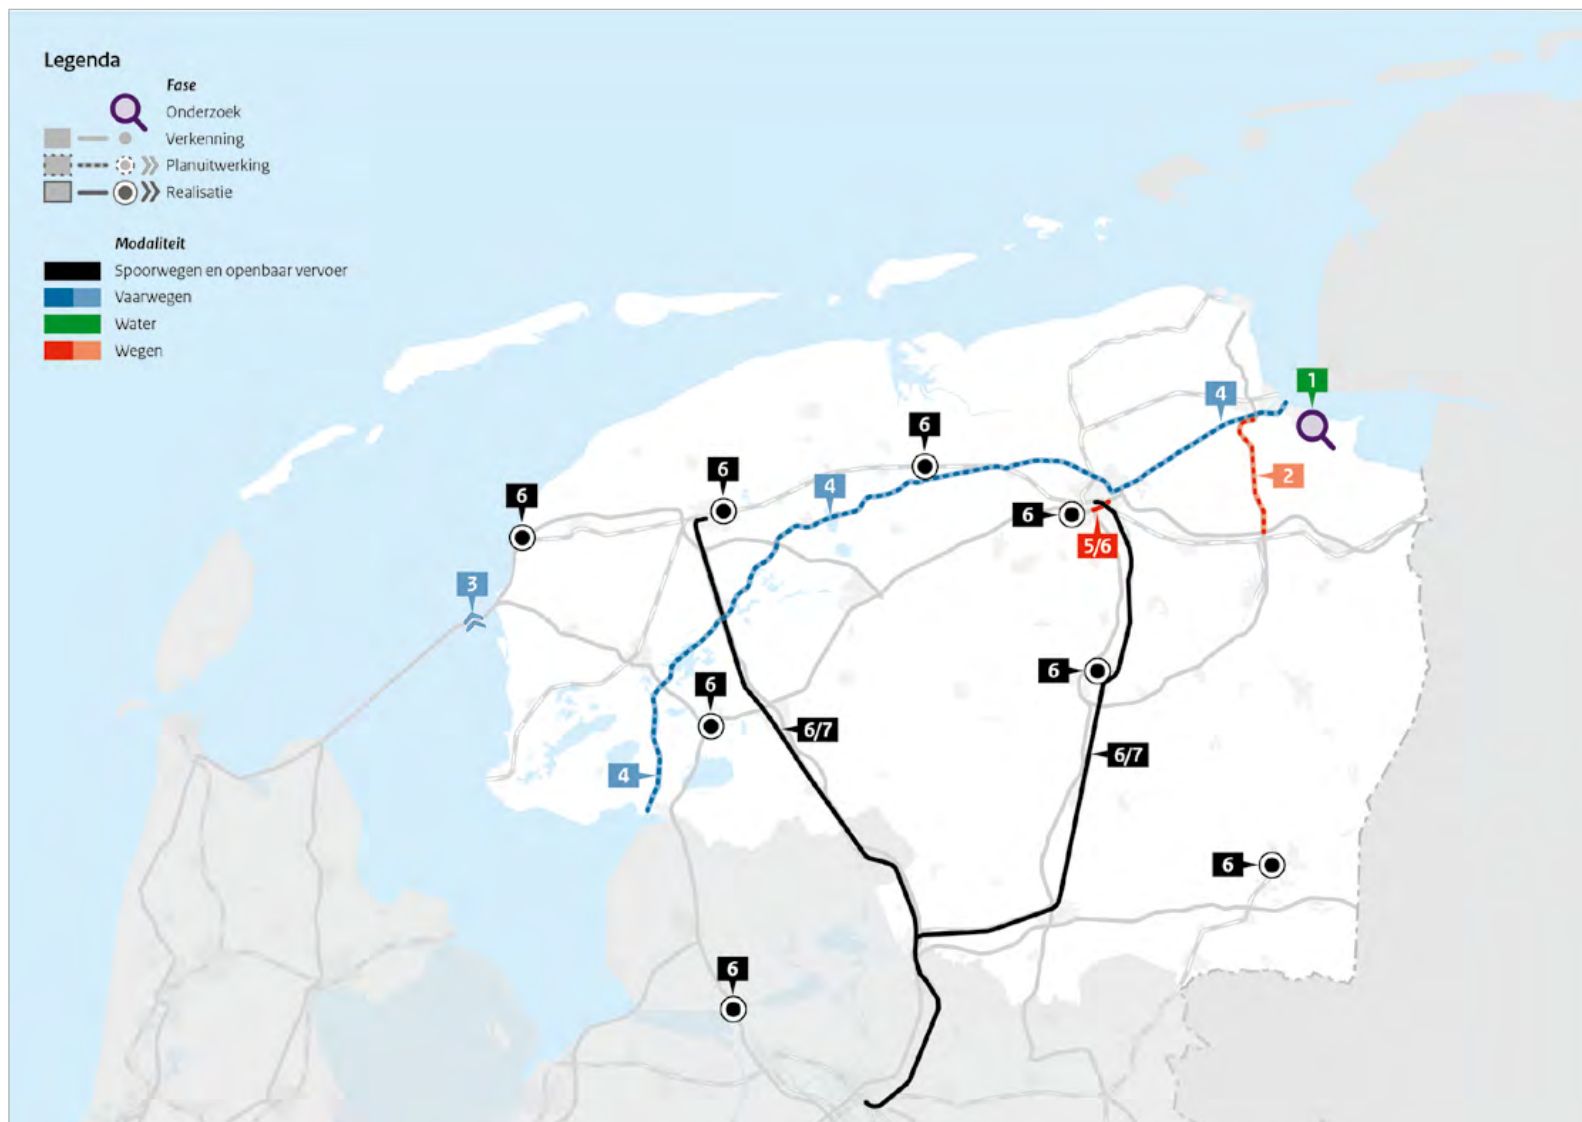 Legenda
Fase
Onderzoek
Verkenning
Planuitwerking
Realisatie
Modaliteit
Spoorwegen en openbaar vervoer
Vaarwegen
Water
Wegen
1
4
6
6
2
4
6
6
5/6
3
6
6
6/7
6/7
4
6
6